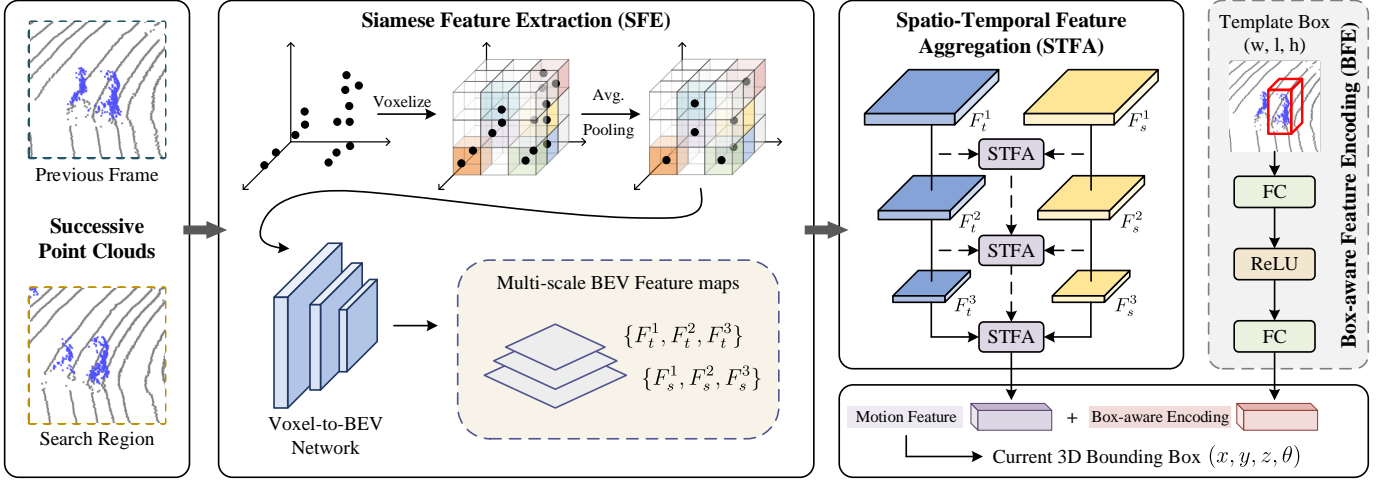 Previous Frame
Successive
Point Clouds
Search Region
Siamese Feature Extraction (SFE)
Voxelize
Avg.
Pooling
Voxel-to-BEV
Network
Multi-scale BEV Feature maps
{F_t^1, F_t^2, F_t^3}
{F_s^1, F_s^2, F_s^3}
Spatio-Temporal Feature
Aggregation (STFA)
F_t^1
F_s^1
STFA
F_t^2
F_s^2
STFA
F_t^3
F_s^3
STFA
Template Box
(w, l, h)
FC
ReLU
FC
Box-aware Feature Encoding (BFE)
Motion Feature + Box-aware Encoding
Current 3D Bounding Box (x, y, z, θ)